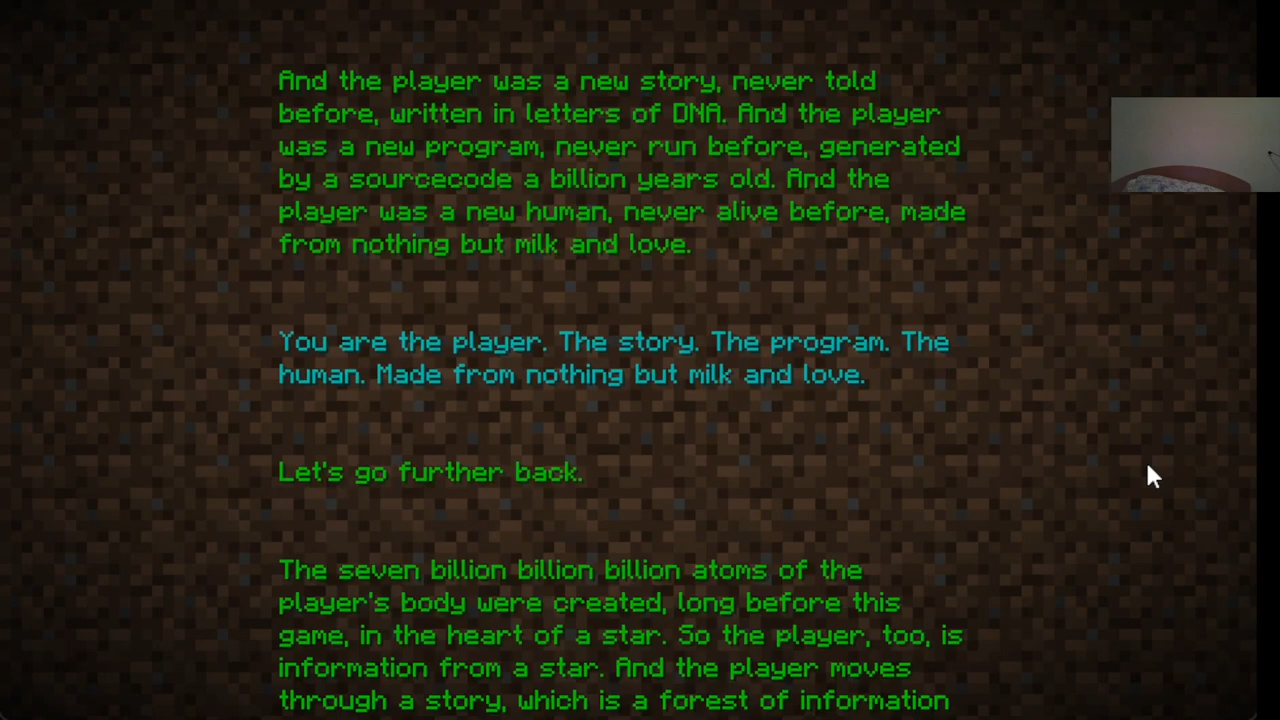 And the player was a new story, never told
before, written in letters of DNA. And the player
was a new program, never run before, generated
by a sourcecode a billion years old. And the
player was a new human, never alive before, made
from nothing but milk and love.
You are the player. The story. The program. The
human. Made from nothing but milk and love.
Let's go further back.
The seven billion billion billion atoms of the
player's body were created, long before this
game, in the heart of a star. So the player, too, is
information from a star. And the player moves
through a story, which is a forest of information